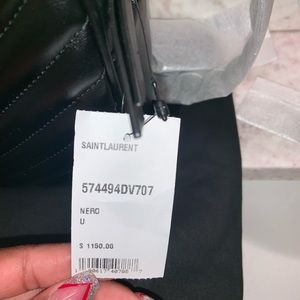 SAINTLAURENT
574494DV707
NERO
U
$ 1150.00